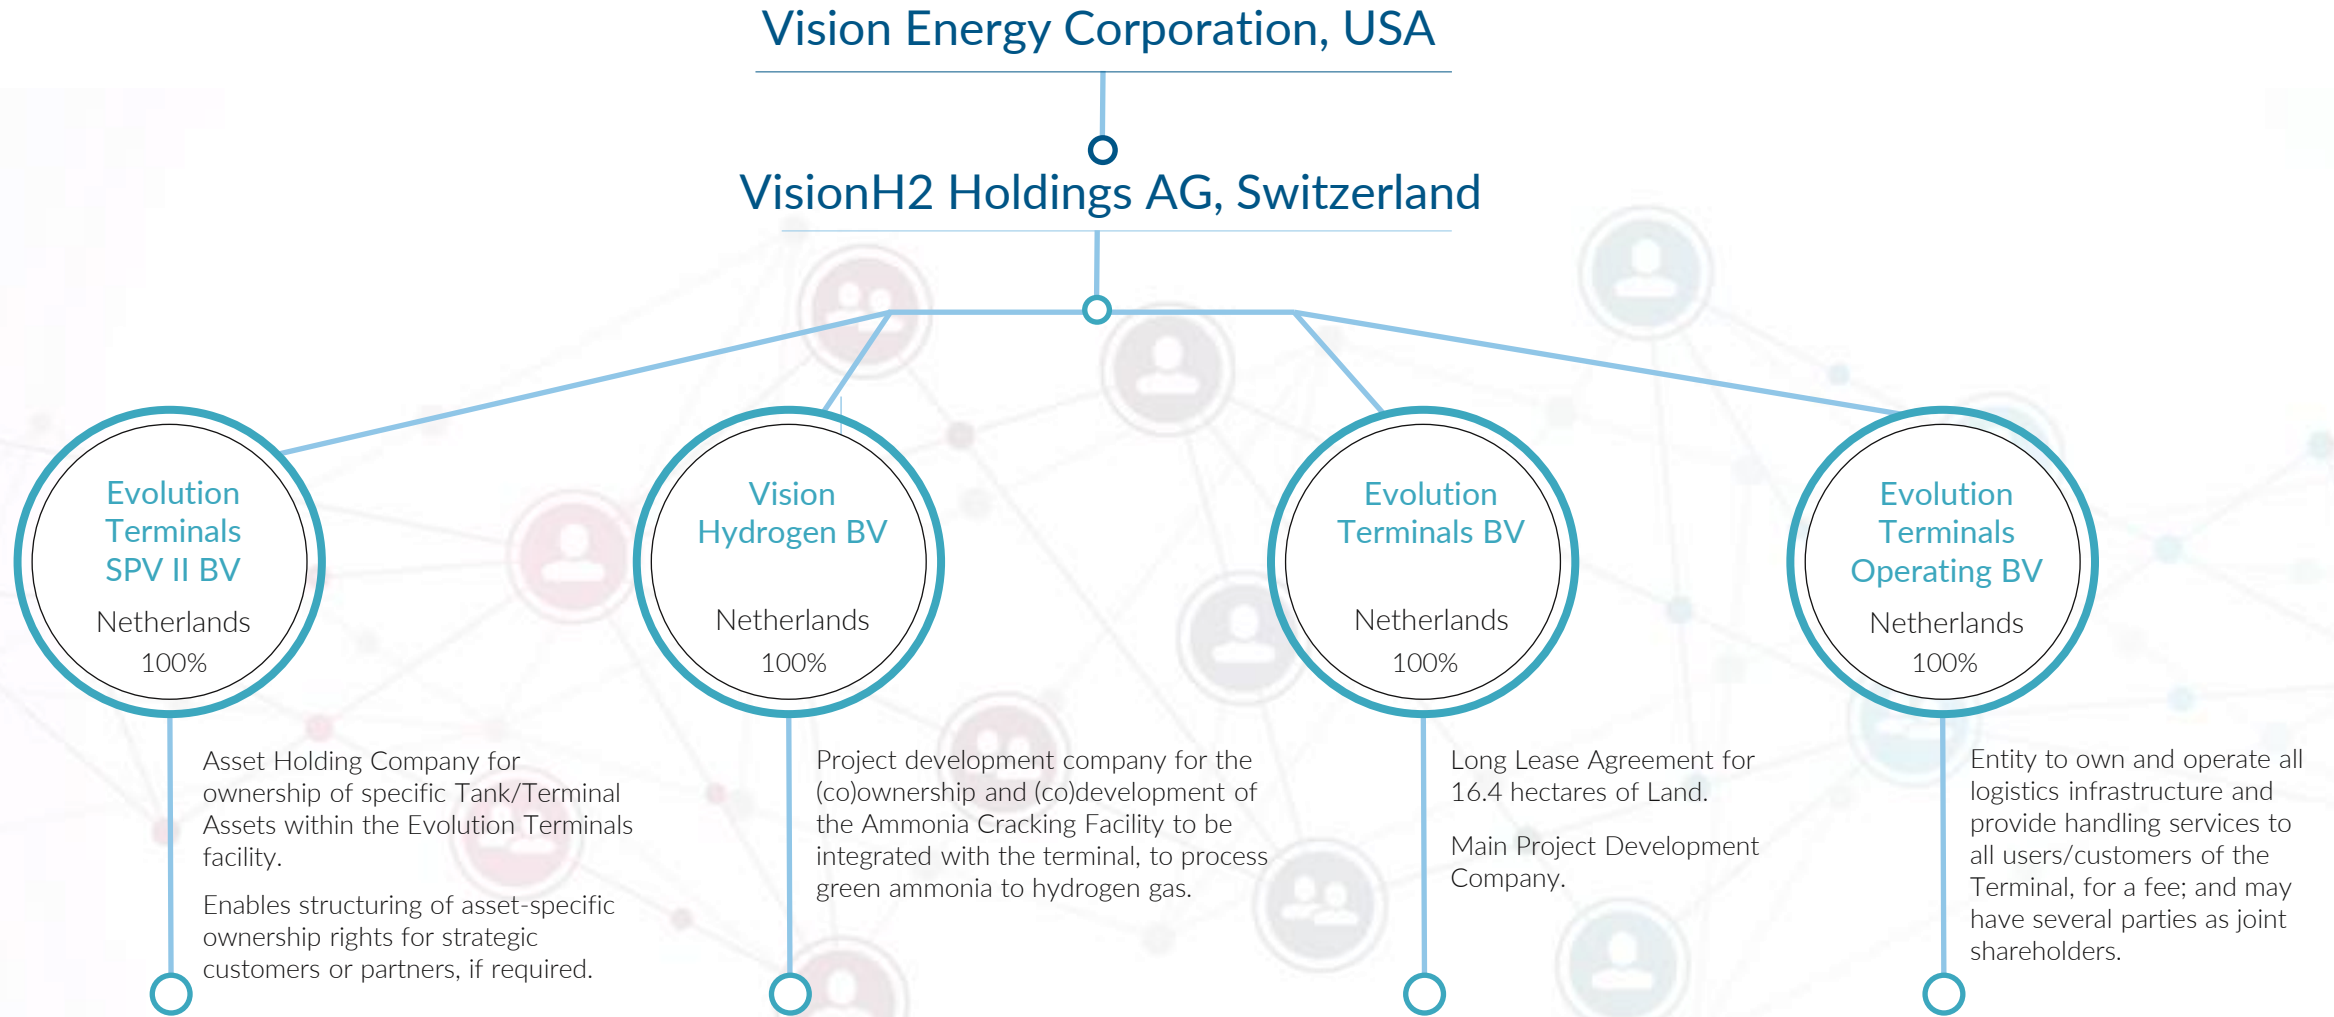 Vision Energy Corporation, USA
VisionH2 Holdings AG, Switzerland
Evolution
Terminals
SPV II BV
Netherlands
100%
Vision
Hydrogen BV
Netherlands
100%
Evolution
Terminals BV
Netherlands
100%
Evolution
Terminals
Operating BV
Netherlands
100%
Asset Holding Company for
ownership of specific Tank/Terminal
Assets within the Evolution Terminals
facility.
Enables structuring of asset-specific
ownership rights for strategic
customers or partners, if required.
Project development company for the
(co)ownership and (co)development of
the Ammonia Cracking Facility to be
integrated with the terminal, to process
green ammonia to hydrogen gas.
Long Lease Agreement for
16.4 hectares of Land.
Main Project Development
Company.
Entity to own and operate all
logistics infrastructure and
provide handling services to
all users/customers of the
Terminal, for a fee; and may
have several parties as joint
shareholders.